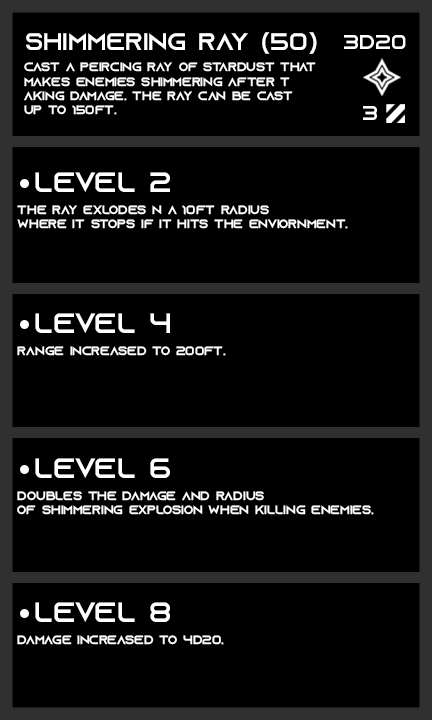 SHIMMERING RAY (50) 3D20
CAST A PEIRCING RAY OF STARDUST THAT
MAKES ENEMIES SHIMMERING AFTER T
AKING DAMAGE. THE RAY CAN BE CAST
UP TO 150FT.
3
•LEVEL 2
THE RAY EXLODES N A 10FT RADIUS
WHERE IT STOPS IF IT HITS THE ENVIORNMENT.
•LEVEL 4
RANGE INCREASED TO 200FT.
•LEVEL 6
DOUBLES THE DAMAGE AND RADIUS
OF SHIMMERING EXPLOSION WHEN KILLING ENEMIES.
•LEVEL 8
DAMAGE INCREASED TO 4D20.